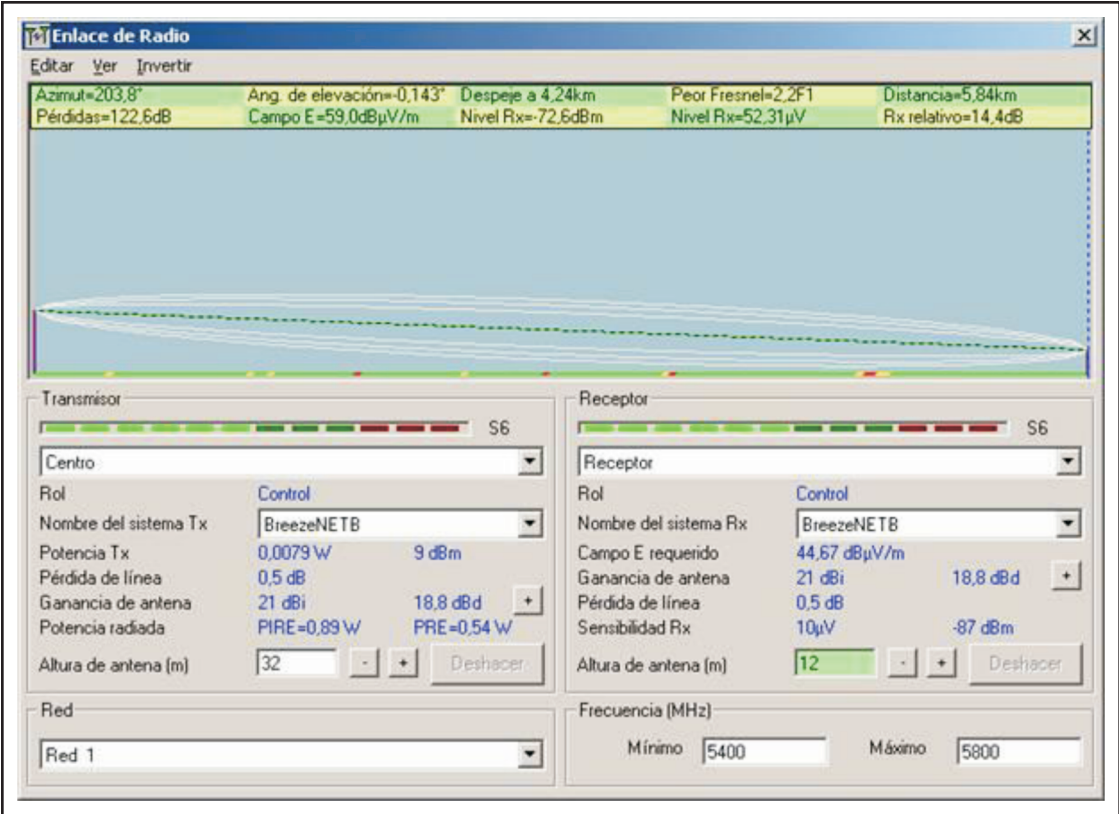 Enlace de Radio
Editar Ver Invertir
Azimut=203,8° Ang. de elevación=-0,143° Despeje a 4,24km Peor Fresnel=2,2F1 Distancia=5,84km
Pérdidas=122,6dB Campo E=59,0dBµV/m Nivel Rx=-72,6dBm Nivel Rx=52,31µV Rx relativo=14,4dB
Transmisor
S6
Centro
Rol Control
Nombre del sistema Tx BreezeNETB
Potencia Tx 0,0079 W 9 dBm
Pérdida de línea 0,5 dB
Ganancia de antena 21 dBi 18,8 dBd +
Potencia radiada PIRE=0,89 W PRE=0,54 W
Altura de antena (m) 32 - + Deshacer
Receptor
S6
Receptor
Rol Control
Nombre del sistema Rx BreezeNETB
Campo E requerido 44,67 dBµV/m
Ganancia de antena 21 dBi 18,8 dBd +
Pérdida de línea 0,5 dB
Sensibilidad Rx 10µV -87 dBm
Altura de antena (m) 12 - + Deshacer
Red
Red 1
Frecuencia (MHz)
Mínimo 5400 Máximo 5800